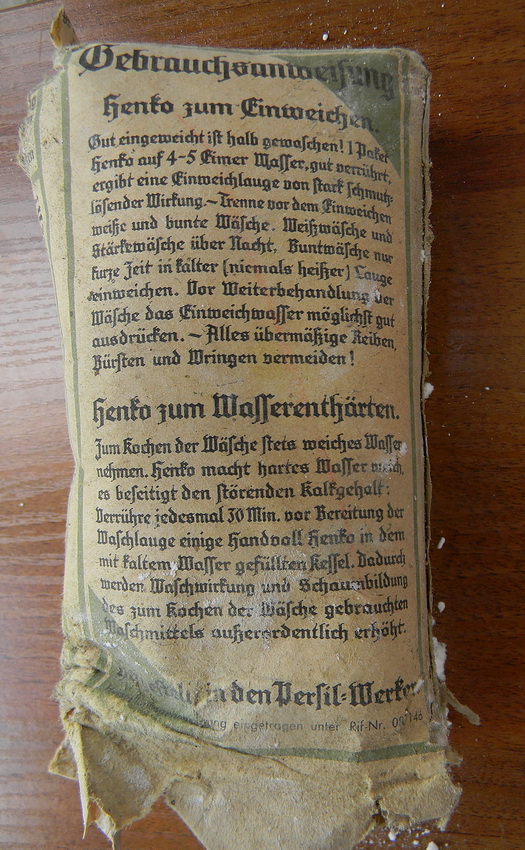 Gebrauchsanweisung
Henko zum Einweichen.
Gut eingeweicht ist halb gewaschen! 1 Paket
Henko auf 4-5 Eimer Wasser, gut verrührt,
ergibt eine Einweichlauge von stark schmutz-
lösender Wirkung.—Trenne vor dem Einweichen
weiße und bunte Wäsche. Weißwäsche und
Stärkewäsche über Nacht, Buntwäsche nur
kurze Zeit in kalter (niemals heißer) Lauge
einweichen. Vor Weiterbehandlung der
Wäsche das Einweichwasser möglichst gut
ausdrücken. — Alles übermäßige Reiben,
Bürsten und Wringen vermeiden!
Henko zum Wasserenthärten.
Zum Kochen der Wäsche stets weiches Wasser
nehmen. Henko macht hartes Wasser weich,
es beseitigt den störenden Kalkgehalt:
Verrühre jedesmal 30 Min. vor Bereitung der
Waschlauge einige Handvoll Henko in dem
mit kaltem Wasser gefüllten Kessel. Dadurch
werden Waschwirkung und Schaumbildung
des zum Kochen der Wäsche gebrauchten
Waschmittels außerordentlich erhöht.
in den Persil-Werken
eingetragen unter Rif-Nr.